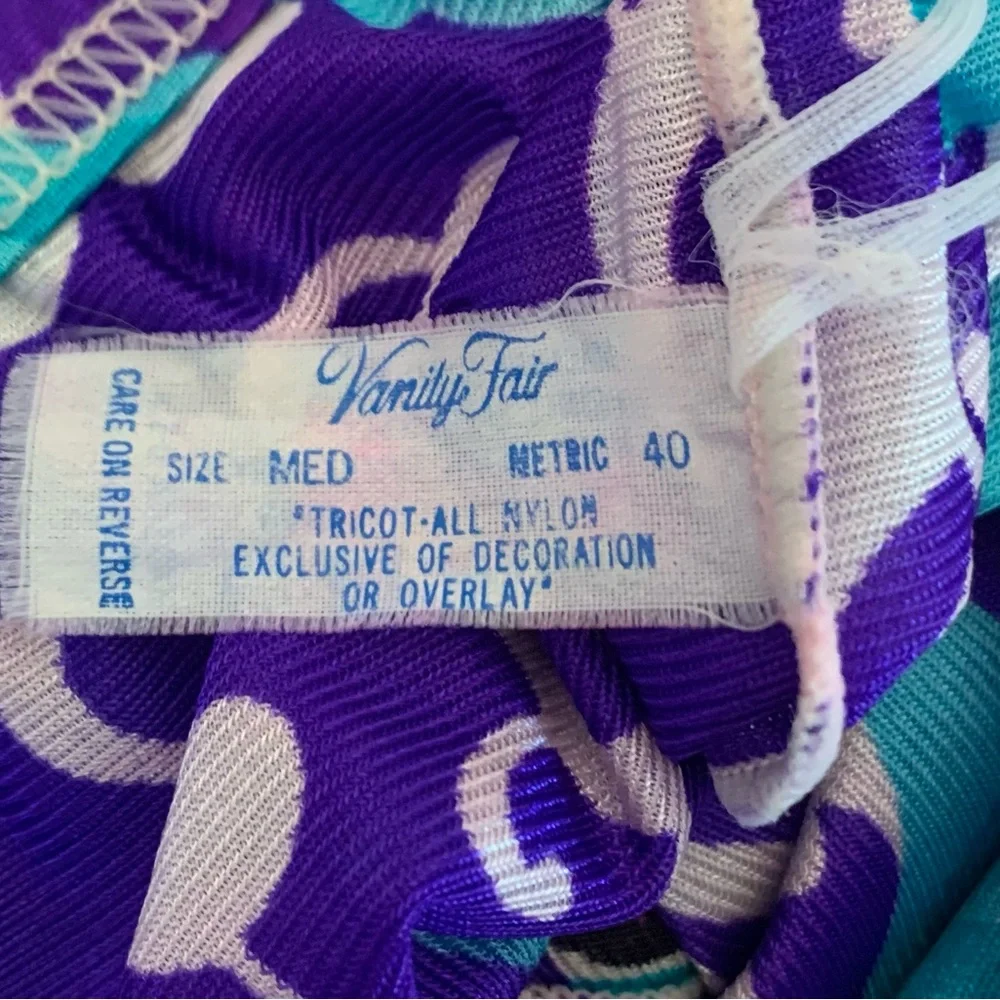 Vanity Fair
SIZE MED METRIC 40
"TRICOT-ALL NYLON
EXCLUSIVE OF DECORATION
OR OVERLAY"
CARE ON REVERSE